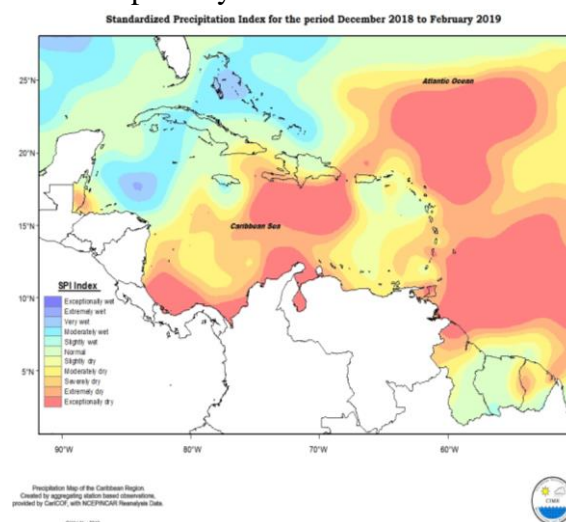 Standardized Precipitation Index for the period December 2018 to February 2019
25°N
20°N
15°N
10°N
5°N
Atlantic Ocean
Caribbean Sea
SPI Index
Exceptionally wet
Extremely wet
Very wet
Moderately wet
Slightly wet
Normal
Slightly dry
Moderately dry
Severely dry
Extremely dry
Exceptionally dry
90°W
80°W
70°W
60°W
Precipitation Map of the Caribbean Region.
Created by aggregating station based observations,
provided by CariCOF, with NCEP/NCAR Reanalysis Data.
CIMH